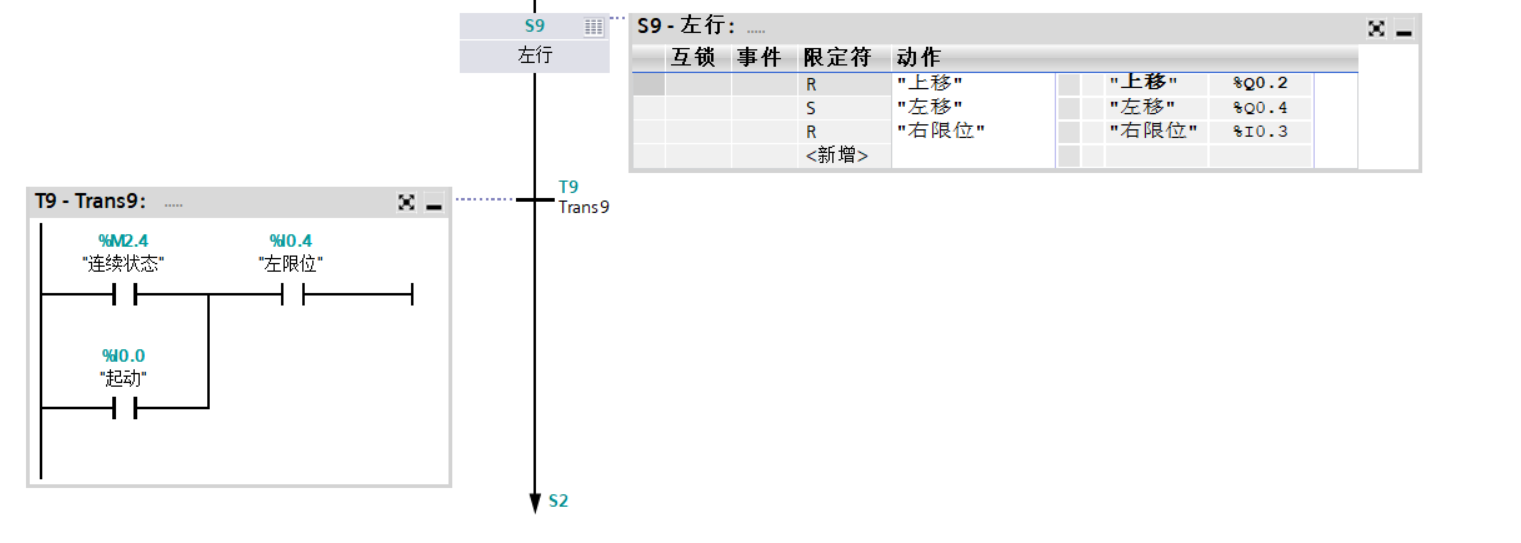 S9
左行
S9 - 左行: .....
互锁 事件 限定符 动作
R "上移" "上移" %Q0.2
S "左移" "左移" %Q0.4
R "右限位" "右限位" %I0.3
<新增>
T9
Trans9
T9 - Trans9: .....
%M2.4 %I0.4
"连续状态" "左限位"
%I0.0
"起动"
S2